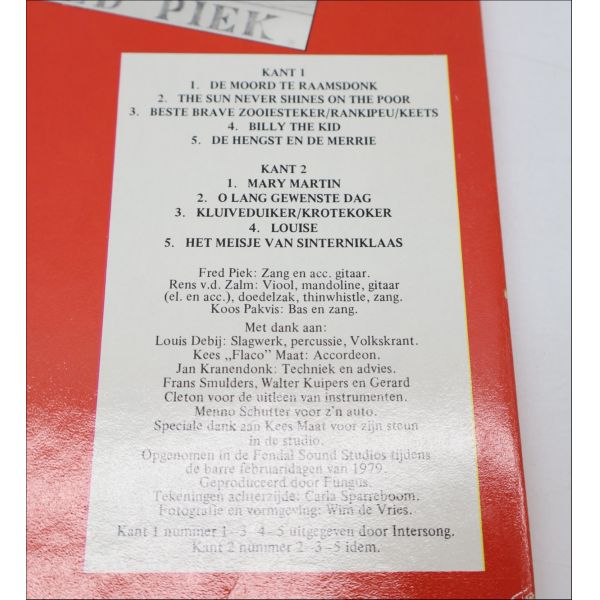 ED PIEK
KANT 1
1. DE MOORD TE RAAMSDONK
2. THE SUN NEVER SHINES ON THE POOR
3. BESTE BRAVE ZOOIESTEKER/RANKIPEU/KEETS
4. BILLY THE KID
5. DE HENGST EN DE MERRIE
KANT 2
1. MARY MARTIN
2. O LANG GEWENSTE DAG
3. KLUIVEDUIKER/KROTEKOKER
4. LOUISE
5. HET MEISJE VAN SINTERNIKLAAS
Fred Piek: Zang en acc. gitaar.
Rens v.d. Zalm: Viool, mandoline, gitaar
(el. en acc.), doedelzak, thinwhistle, zang.
Koos Pakvis: Bas en zang.
Met dank aan:
Louis Debij: Slagwerk, percussie, Volkskrant.
Kees „Flaco" Maat: Accordeon.
Jan Kranendonk: Techniek en advies.
Frans Smulders, Walter Kuipers en Gerard
Cleton voor de uitleen van instrumenten.
Menno Schutter voor z'n auto.
Speciale dank aan Kees Maat voor zijn steun
in de studio.
Opgenomen in de Fendal Sound Studios tijdens
de barre februaridagen van 1979.
Geproduceerd door Fungus.
Tekeningen achterzijde: Carla Sparreboom.
Fotografie en vormgeving: Wim de Vries.
Kant 1 nummer 1-3-4-5 uitgegeven door Intersong.
Kant 2 nummer 2-3-5 idem.